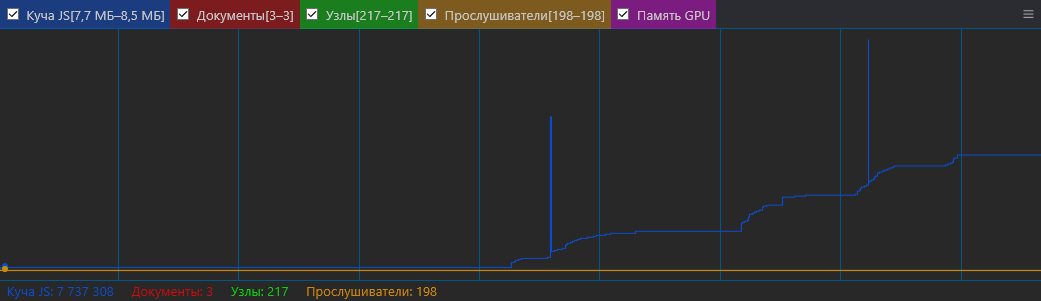 Куча JS[7,7 МБ–8,5 МБ] Документы[3–3] Узлы[217–217] Прослушиватели[198–198] Память GPU
Куча JS: 7 737 308 Документы: 3 Узлы: 217 Прослушиватели: 198